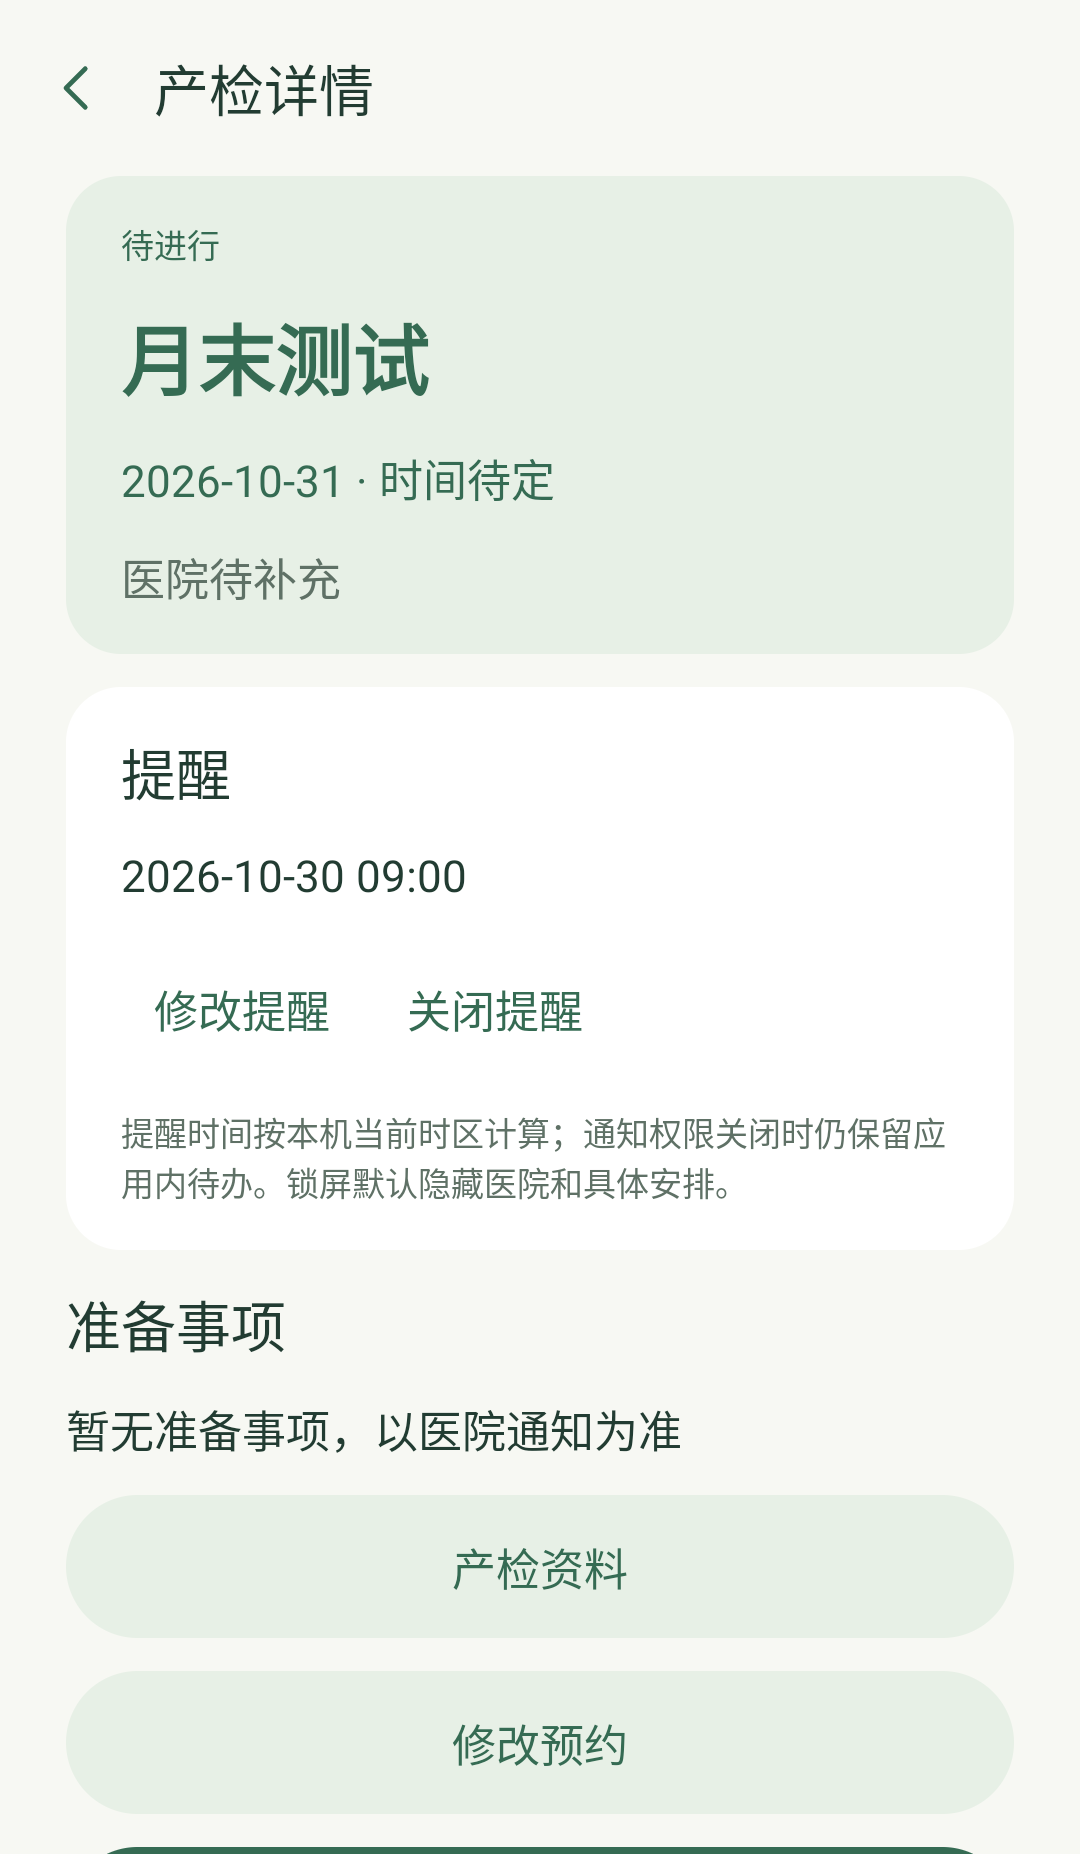 产检详情
待进行
月末测试
2026-10-31 · 时间待定
医院待补充
提醒
2026-10-30 09:00
修改提醒 关闭提醒
提醒时间按本机当前时区计算；通知权限关闭时仍保留应
用内待办。锁屏默认隐藏医院和具体安排。
准备事项
暂无准备事项，以医院通知为准
产检资料
修改预约